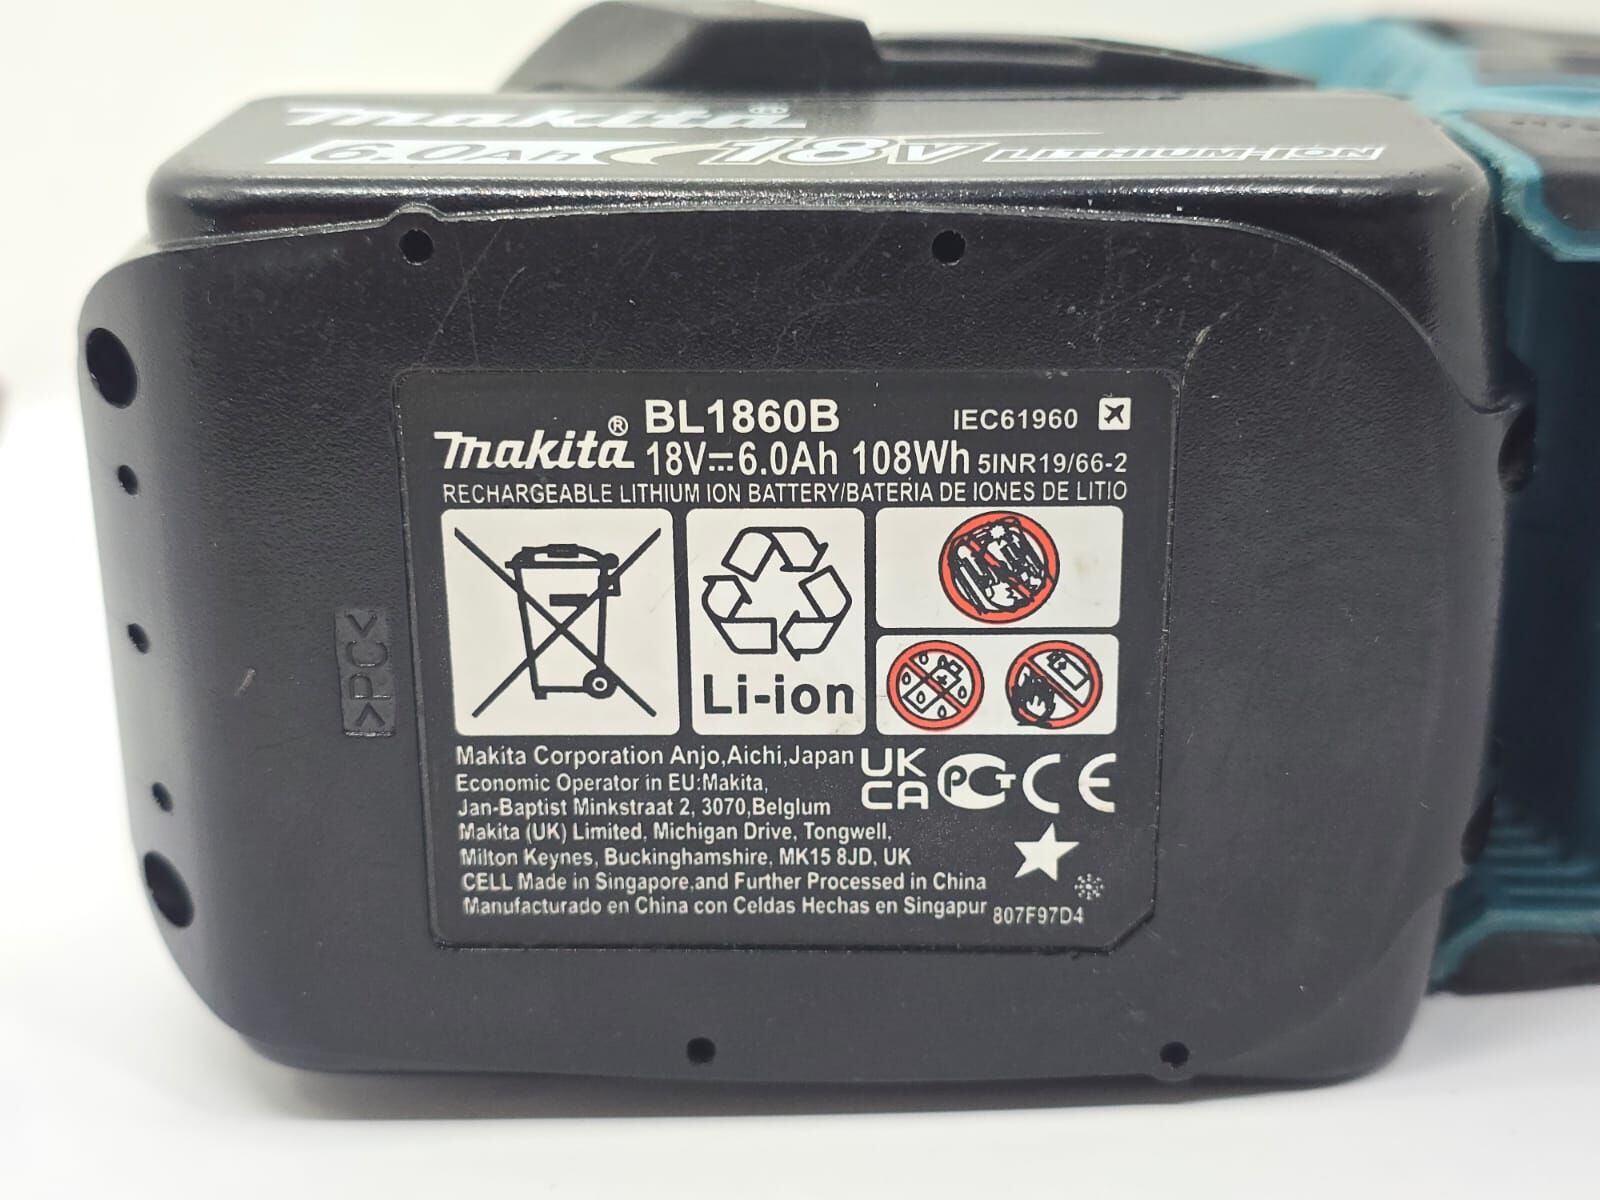 makita
6.0Ah 18V LITHIUM-ION
makita® BL1860B IEC61960
18V⎓6.0Ah 108Wh 5INR19/66-2
RECHARGEABLE LITHIUM ION BATTERY/BATERIA DE IONES DE LITIO
Li-ion
>PC<
Makita Corporation Anjo,Aichi,Japan
Economic Operator in EU:Makita,
Jan-Baptist Minkstraat 2, 3070,Belglum
Makita (UK) Limited, Michigan Drive, Tongwell,
Milton Keynes, Buckinghamshire, MK15 8JD, UK
CELL Made in Singapore,and Further Processed in China
Manufacturado en China con Celdas Hechas en Singapur
UK
CA
PCT CE
807F97D4